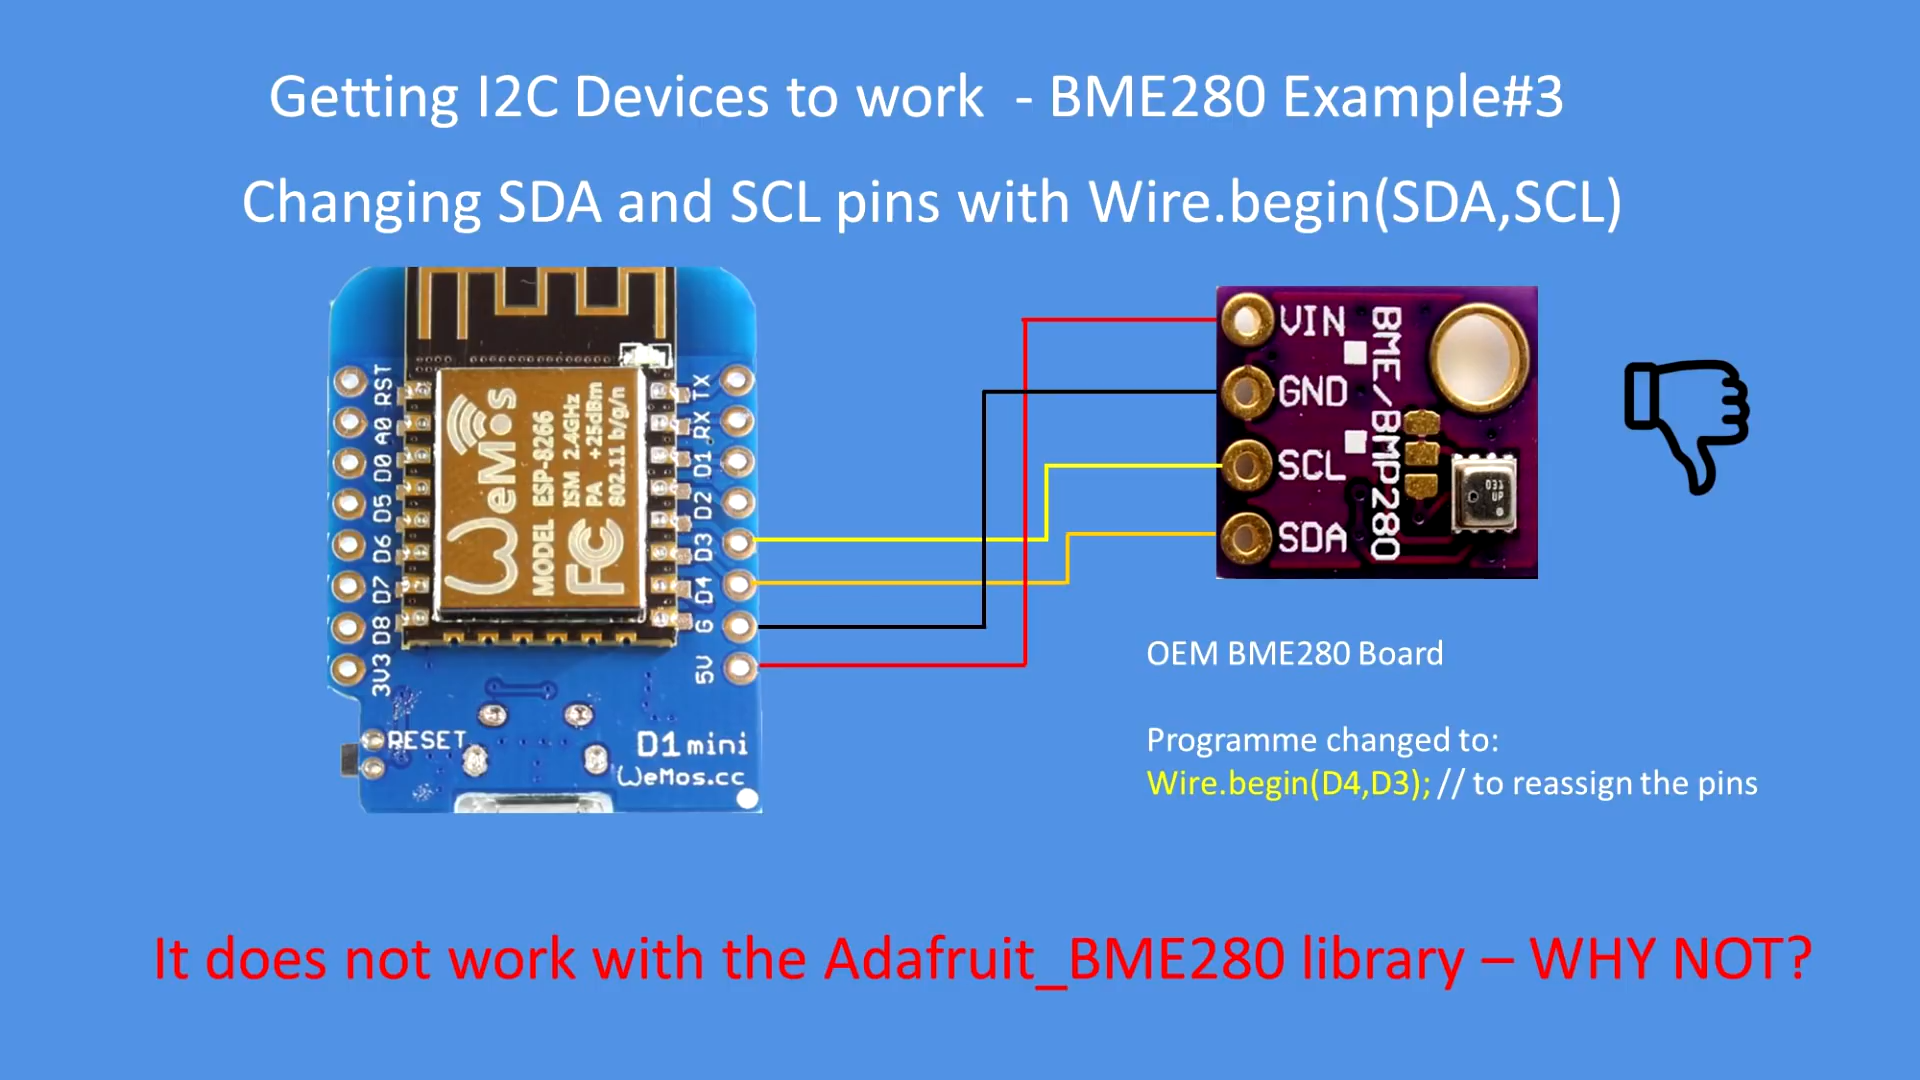 Getting I2C Devices to work - BME280 Example#3
Changing SDA and SCL pins with Wire.begin(SDA,SCL)
RST
A0
D0
D5
D6
D7
D8
3V3
WeMos
MODEL ESP-8266
ISM 2.4GHz
PA +25dBm
802.11 b/g/n
FC
TX
RX
D1
D2
D3
D4
G
5V
RESET
D1 mini
WeMos.cc
VIN
GND
SCL
SDA
BME/BMP280
031
UP
OEM BME280 Board
Programme changed to:
Wire.begin(D4,D3); // to reassign the pins
It does not work with the Adafruit_BME280 library – WHY NOT?